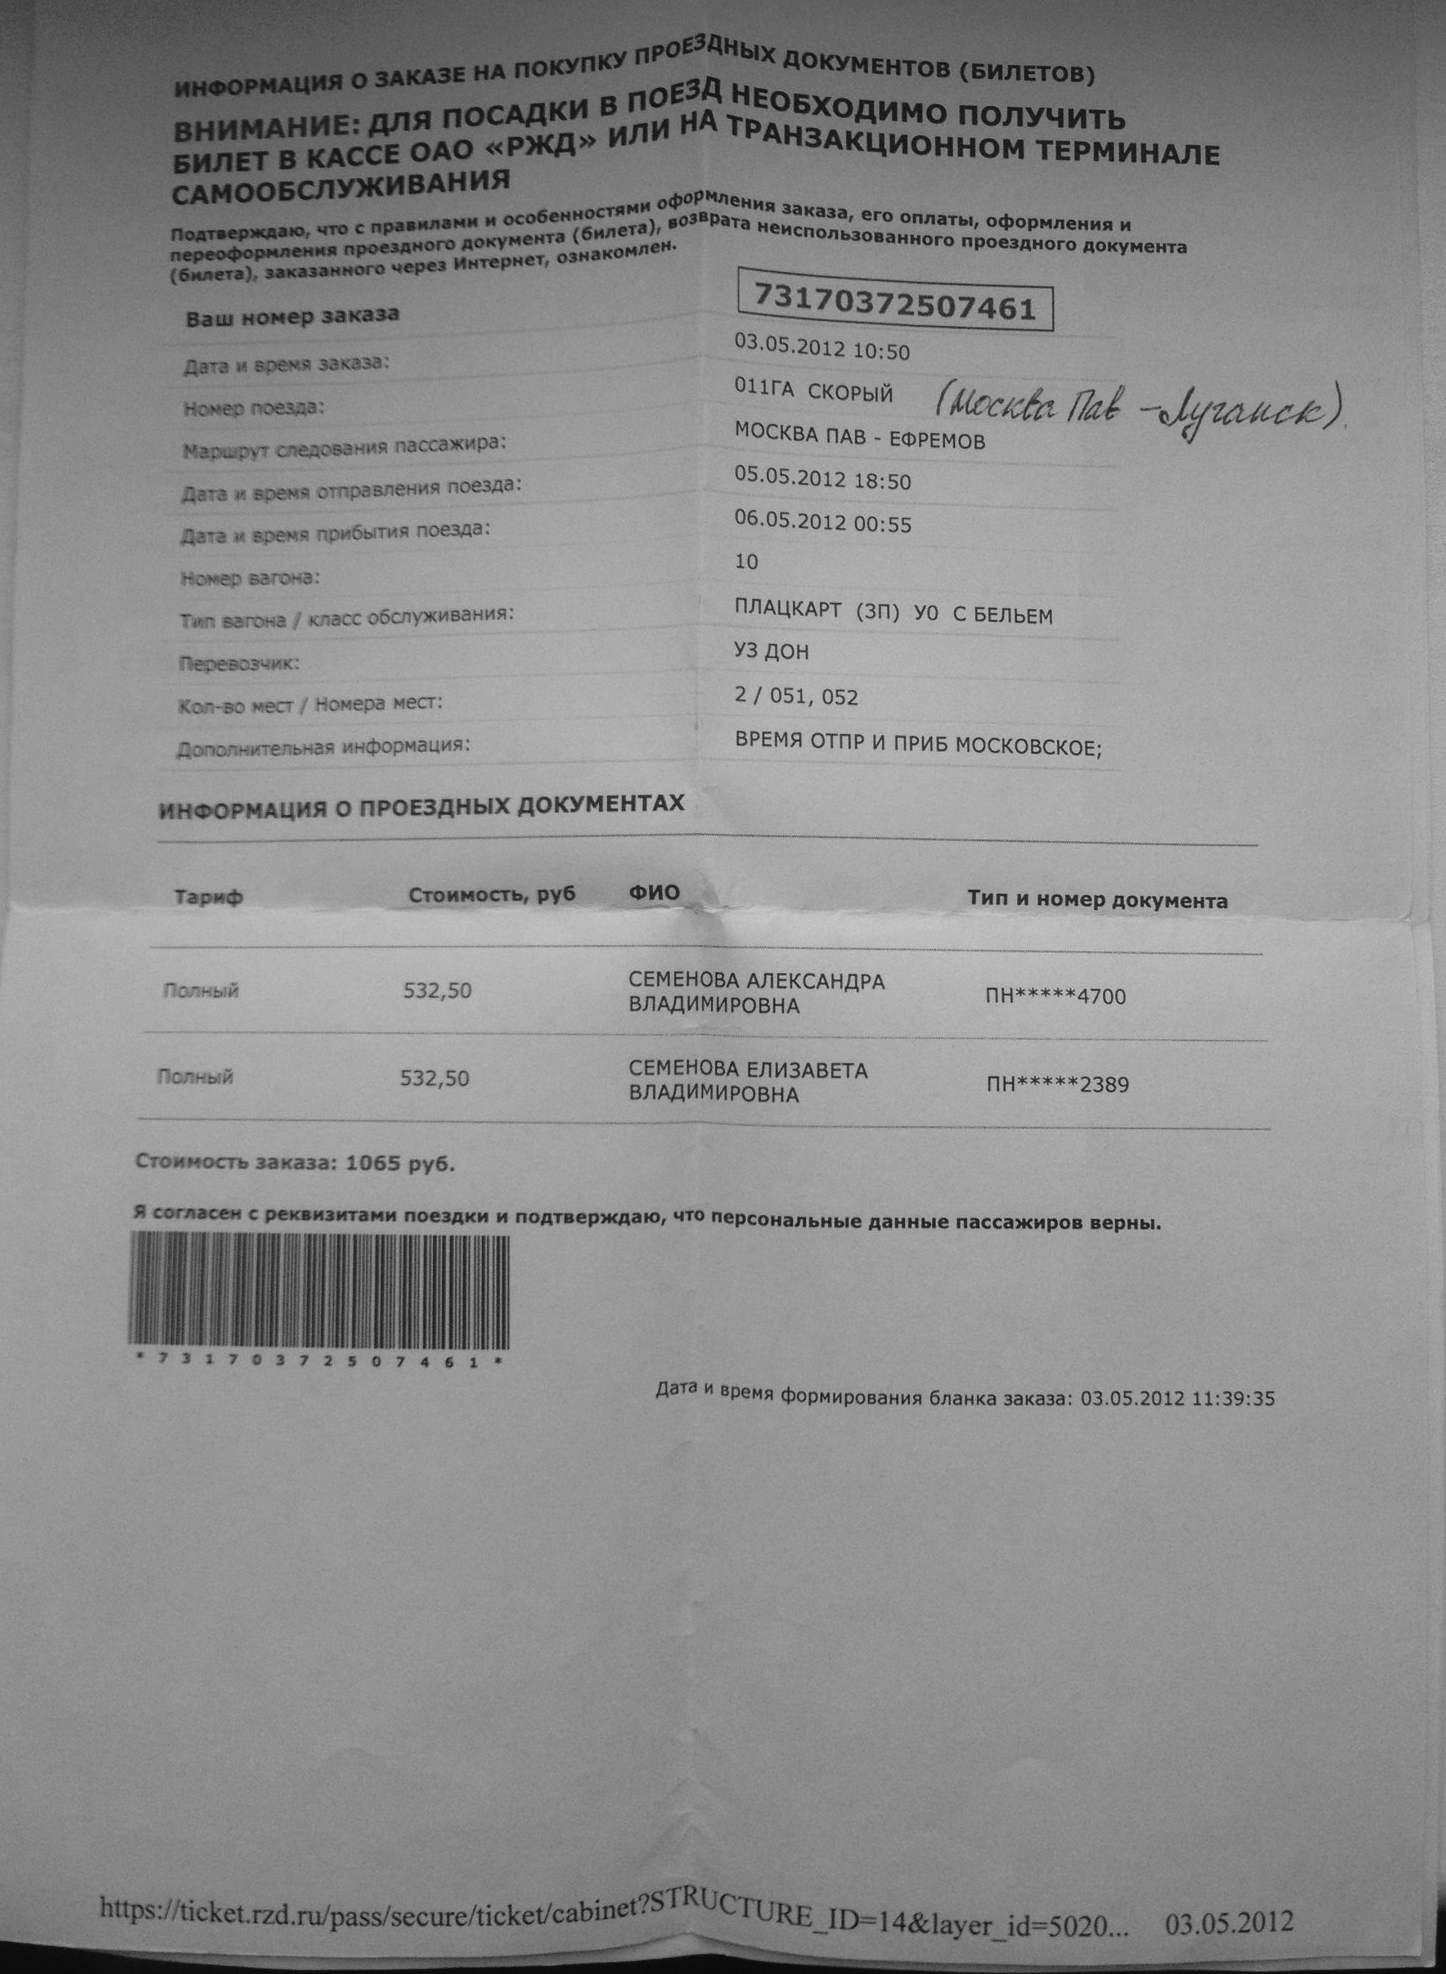 ИНФОРМАЦИЯ О ЗАКАЗЕ НА ПОКУПКУ ПРОЕЗДНЫХ ДОКУМЕНТОВ (БИЛЕТОВ)
ВНИМАНИЕ: ДЛЯ ПОСАДКИ В ПОЕЗД НЕОБХОДИМО ПОЛУЧИТЬ
БИЛЕТ В КАССЕ ОАО «РЖД» ИЛИ НА ТРАНЗАКЦИОННОМ ТЕРМИНАЛЕ
САМООБСЛУЖИВАНИЯ
Подтверждаю, что с правилами и особенностями оформления заказа, его оплаты, оформления и
переоформления проездного документа (билета), возврата неиспользованного проездного документа
(билета), заказанного через Интернет, ознакомлен.
Ваш номер заказа 73170372507461
Дата и время заказа: 03.05.2012 10:50
Номер поезда: 011ГА СКОРЫЙ (Москва Пав - Луганск)
Маршрут следования пассажира: МОСКВА ПАВ - ЕФРЕМОВ
Дата и время отправления поезда: 05.05.2012 18:50
Дата и время прибытия поезда: 06.05.2012 00:55
Номер вагона: 10
Тип вагона / класс обслуживания: ПЛАЦКАРТ (ЗП) У0 С БЕЛЬЕМ
Перевозчик: УЗ ДОН
Кол-во мест / Номера мест: 2 / 051, 052
Дополнительная информация: ВРЕМЯ ОТПР И ПРИБ МОСКОВСКОЕ;
ИНФОРМАЦИЯ О ПРОЕЗДНЫХ ДОКУМЕНТАХ
Тариф Стоимость, руб ФИО Тип и номер документа
Полный 532,50 СЕМЕНОВА АЛЕКСАНДРА ПН*****4700
ВЛАДИМИРОВНА
Полный 532,50 СЕМЕНОВА ЕЛИЗАВЕТА ПН*****2389
ВЛАДИМИРОВНА
Стоимость заказа: 1065 руб.
Я согласен с реквизитами поездки и подтверждаю, что персональные данные пассажиров верны.
*73170372507461*
Дата и время формирования бланка заказа: 03.05.2012 11:39:35
https://ticket.rzd.ru/pass/secure/ticket/cabinet?STRUCTURE_ID=14&layer_id=5020... 03.05.2012